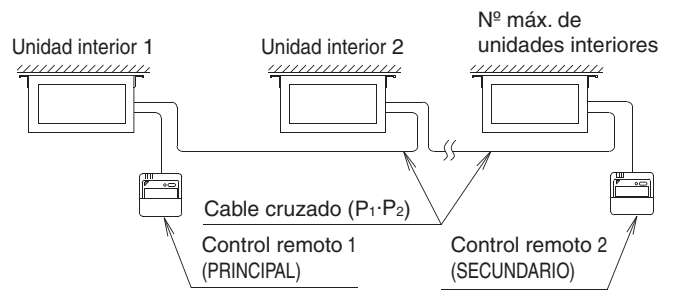 Unidad interior 1
Unidad interior 2
Nº máx. de
unidades interiores
Cable cruzado (P₁·P₂)
Control remoto 1
(PRINCIPAL)
Control remoto 2
(SECUNDARIO)